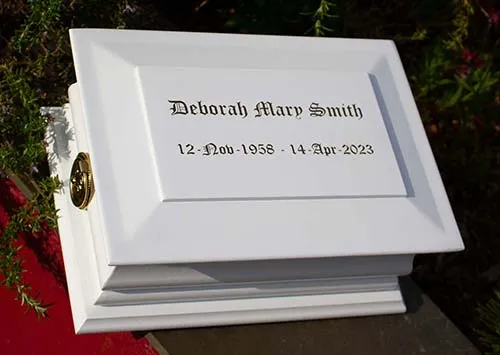 Deborah Mary Smith
12-Nov-1958 - 14-Apr-2023